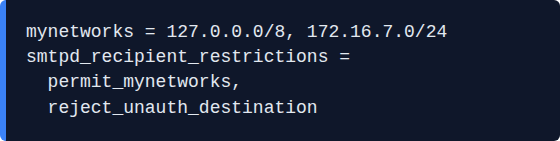 mynetworks = 127.0.0.0/8, 172.16.7.0/24
smtpd_recipient_restrictions =
  permit_mynetworks,
  reject_unauth_destination